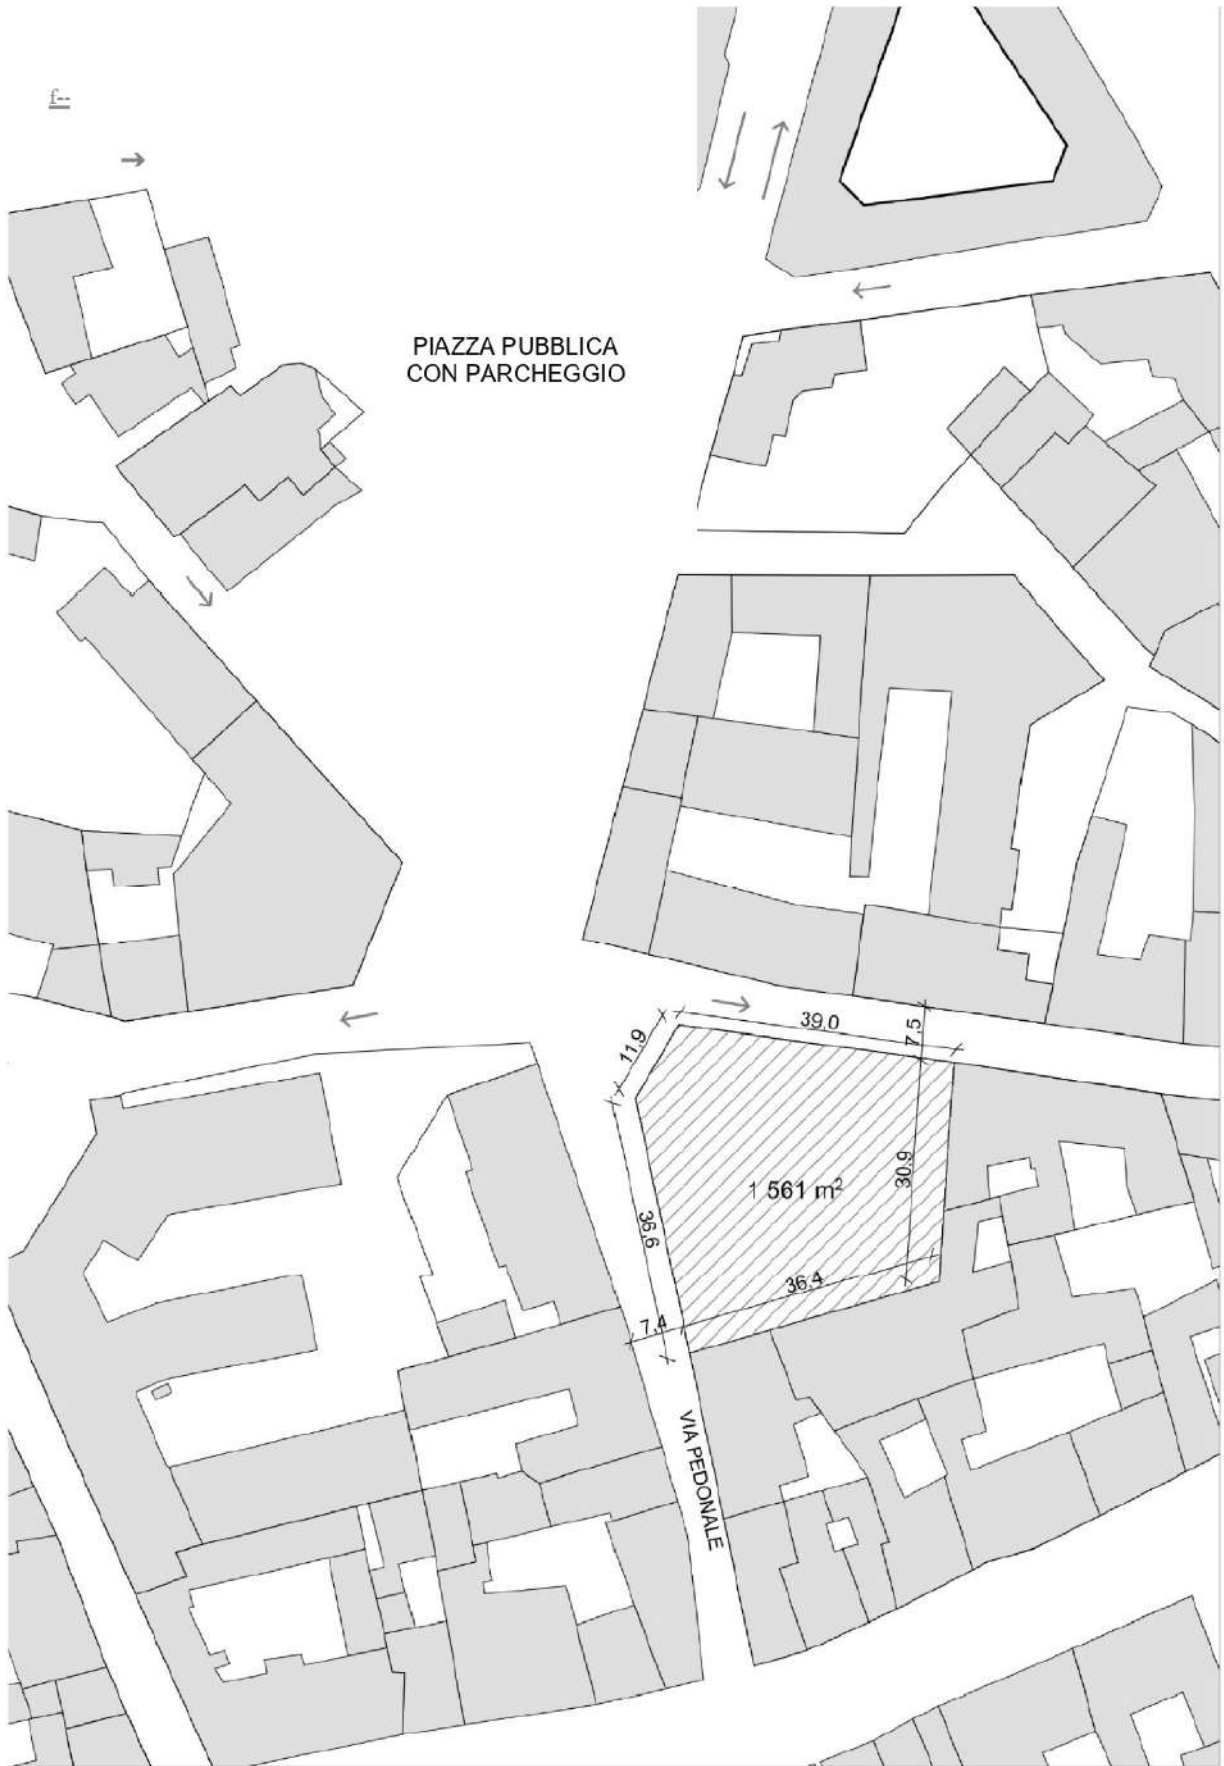 f--
PIAZZA PUBBLICA
CON PARCHEGGIO
39,0
7,5
11,9
1 561 m²
30,9
36,6
36,4
7,4
VIA PEDONALE